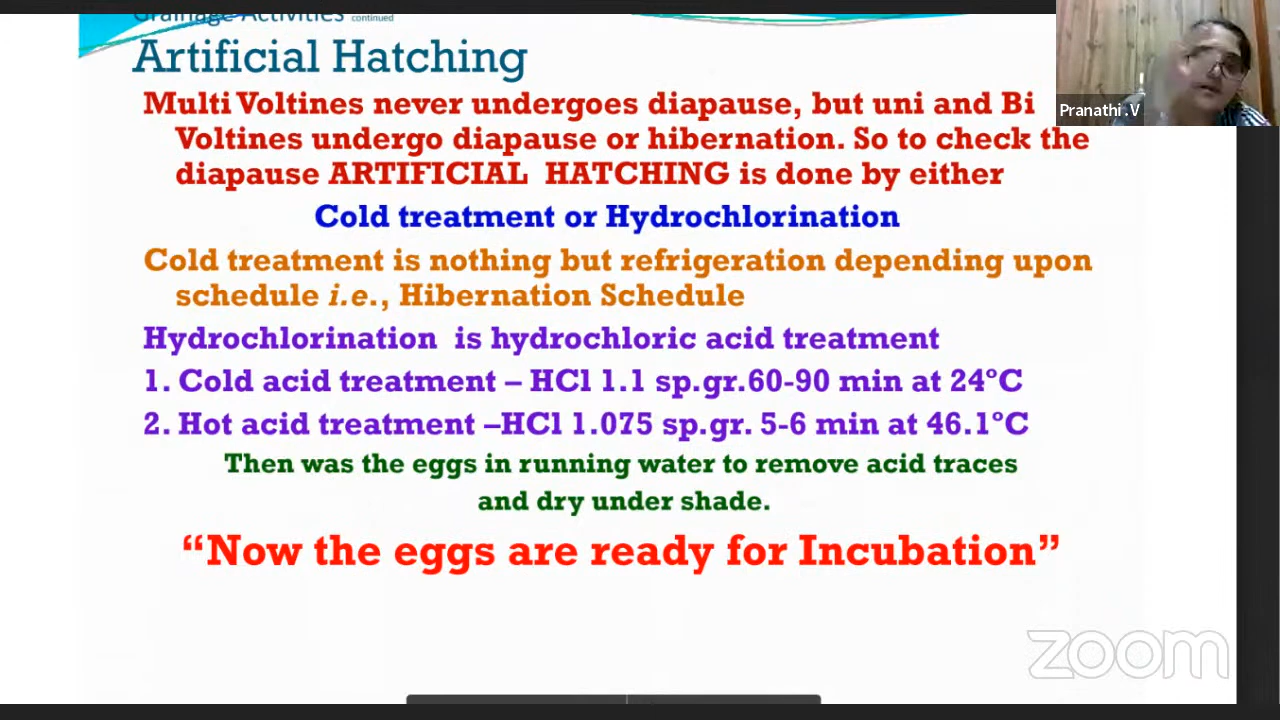 Grainage Activities continued
Artificial Hatching
Multi Voltines never undergoes diapause, but uni and Bi
Voltines undergo diapause or hibernation. So to check the
diapause ARTIFICIAL HATCHING is done by either
Cold treatment or Hydrochlorination
Cold treatment is nothing but refrigeration depending upon
schedule i.e., Hibernation Schedule
Hydrochlorination is hydrochloric acid treatment
1. Cold acid treatment – HCl 1.1 sp.gr.60-90 min at 24°C
2. Hot acid treatment –HCl 1.075 sp.gr. 5-6 min at 46.1°C
Then was the eggs in running water to remove acid traces
and dry under shade.
“Now the eggs are ready for Incubation”
Pranathi .V
zoom